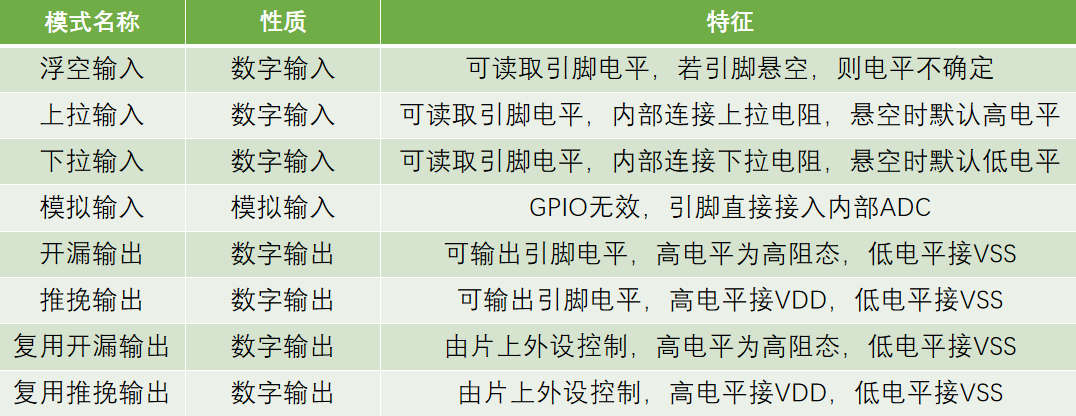 模式名称 性质 特征
浮空输入 数字输入 可读取引脚电平，若引脚悬空，则电平不确定
上拉输入 数字输入 可读取引脚电平，内部连接上拉电阻，悬空时默认高电平
下拉输入 数字输入 可读取引脚电平，内部连接下拉电阻，悬空时默认低电平
模拟输入 模拟输入 GPIO无效，引脚直接接入内部ADC
开漏输出 数字输出 可输出引脚电平，高电平为高阻态，低电平接VSS
推挽输出 数字输出 可输出引脚电平，高电平接VDD，低电平接VSS
复用开漏输出 数字输出 由片上外设控制，高电平为高阻态，低电平接VSS
复用推挽输出 数字输出 由片上外设控制，高电平接VDD，低电平接VSS